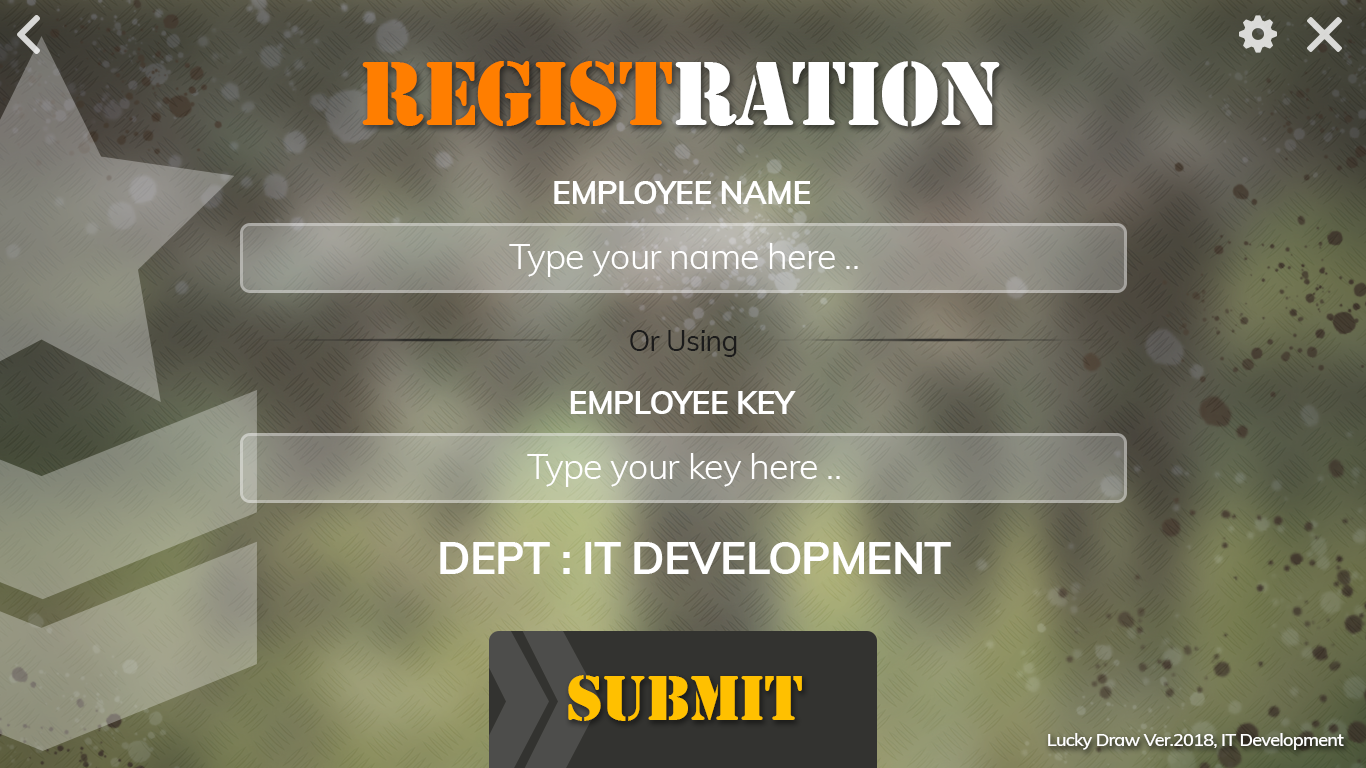 REGISTRATION
EMPLOYEE NAME
Type your name here ..
Or Using
EMPLOYEE KEY
Type your key here ..
DEPT : IT DEVELOPMENT
SUBMIT
Lucky Draw Ver.2018, IT Development